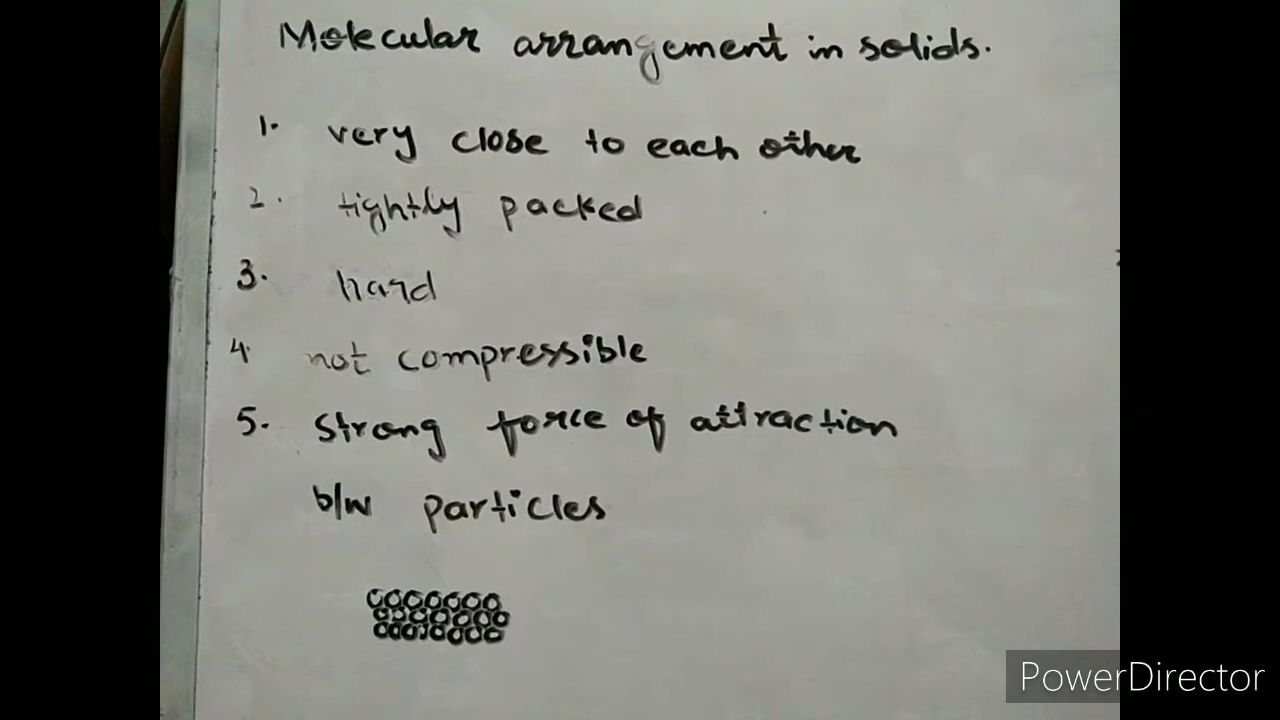 Molecular arrangement in solids.
1. very close to each other
2. tightly packed
3. hard
4. not compressible
5. strong force of attraction
b/w particles
PowerDirector